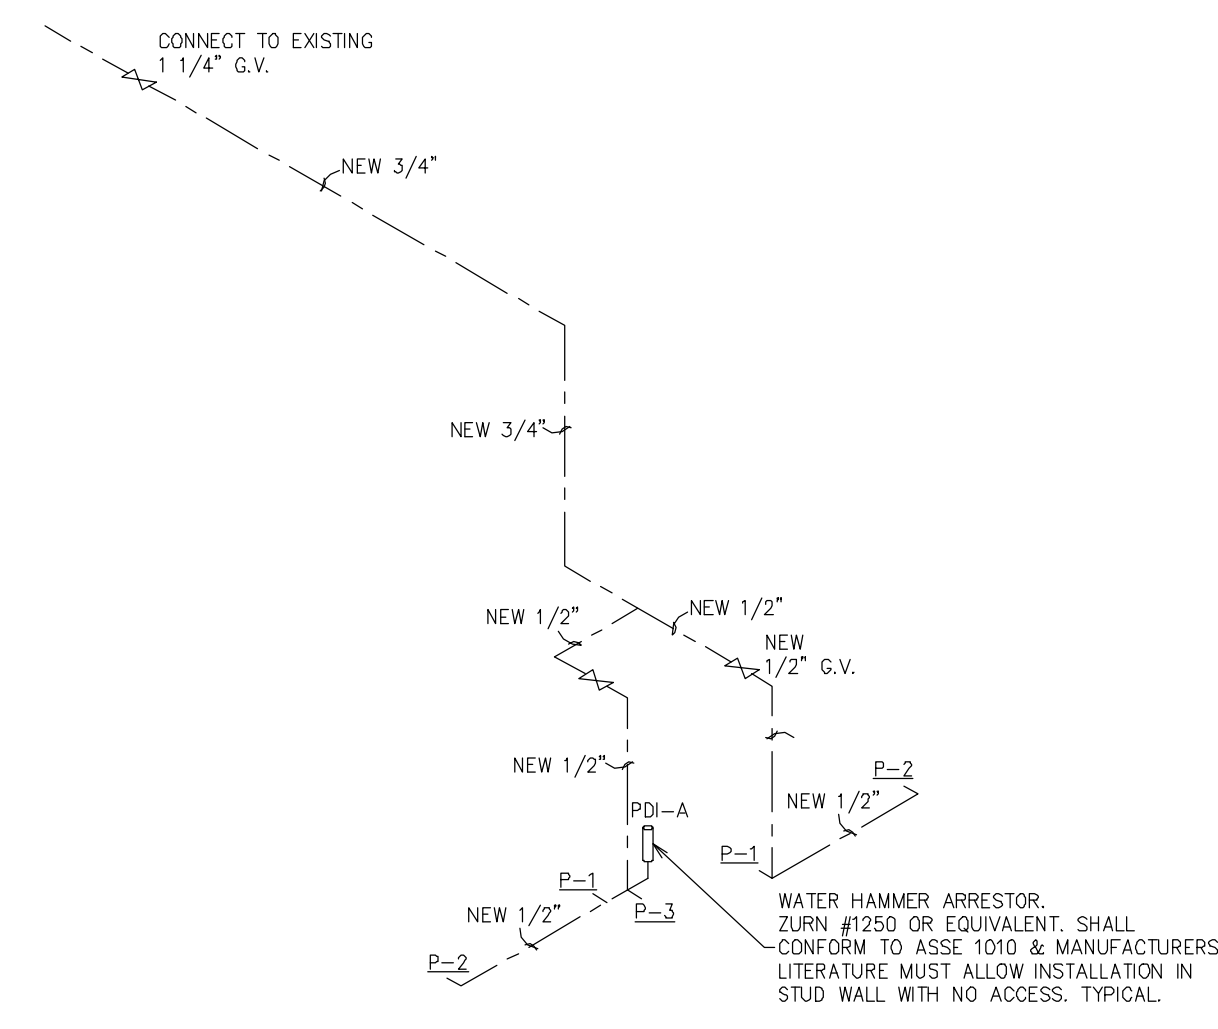 CONNECT TO EXISTING
1 1/4" G.V.
NEW 3/4"
NEW 3/4"
NEW 1/2"
NEW 1/2"
NEW
1/2" G.V.
NEW 1/2"
P-2
NEW 1/2"
PDI-A
P-1
P-1
P-3
NEW 1/2"
P-2
WATER HAMMER ARRESTOR.
ZURN #1250 OR EQUIVALENT. SHALL
CONFORM TO ASSE 1010 & MANUFACTURERS
LITERATURE MUST ALLOW INSTALLATION IN
STUD WALL WITH NO ACCESS. TYPICAL.